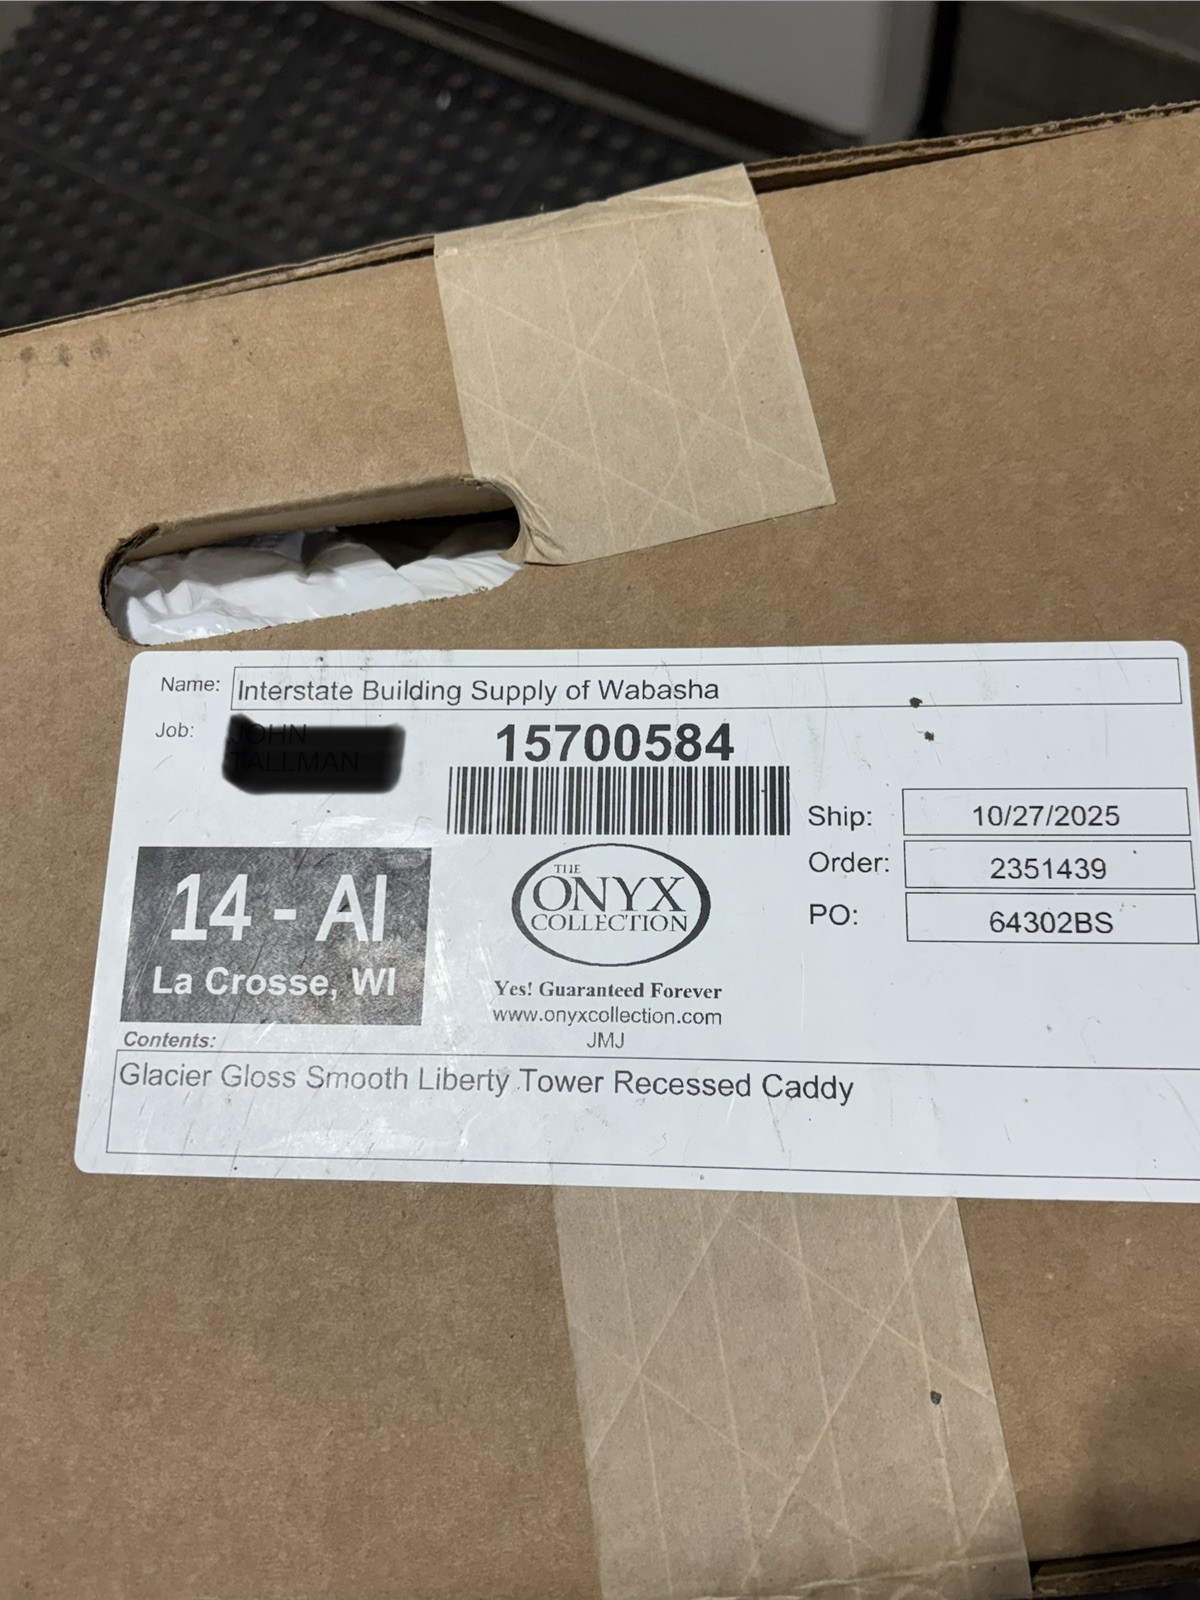 Name: Interstate Building Supply of Wabasha
Job:
15700584
Ship: 10/27/2025
Order: 2351439
PO: 64302BS
14 - AI
La Crosse, WI
THE
ONYX
COLLECTION
Yes! Guaranteed Forever
www.onyxcollection.com
JMJ
Contents:
Glacier Gloss Smooth Liberty Tower Recessed Caddy